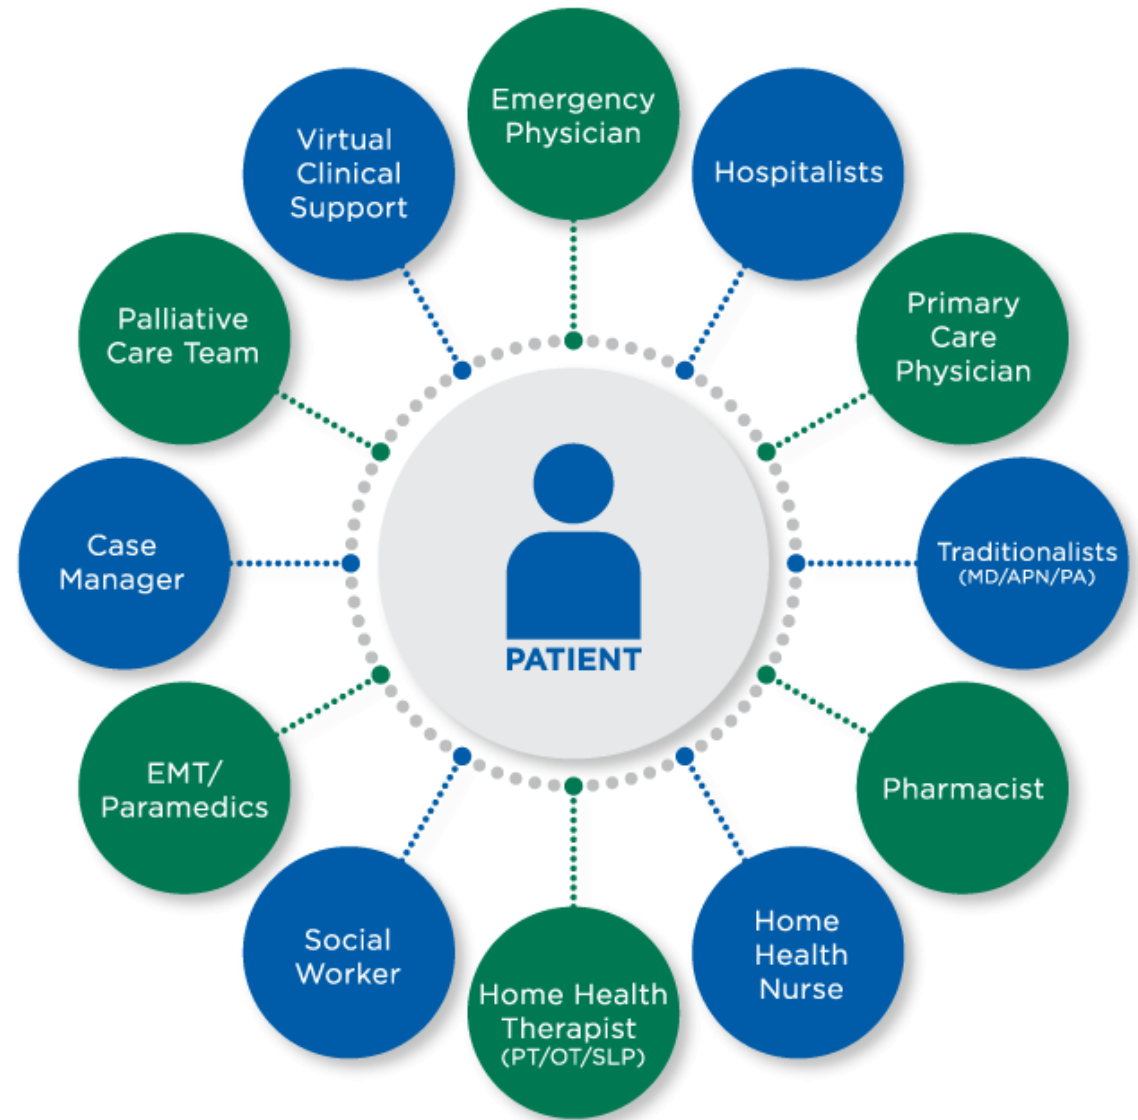 Emergency
Physician
Hospitalists
Primary
Care
Physician
Traditionalists
(MD/APN/PA)
Pharmacist
Home
Health
Nurse
Home Health
Therapist
(PT/OT/SLP)
Social
Worker
EMT/
Paramedics
Case
Manager
Palliative
Care Team
Virtual
Clinical
Support
PATIENT